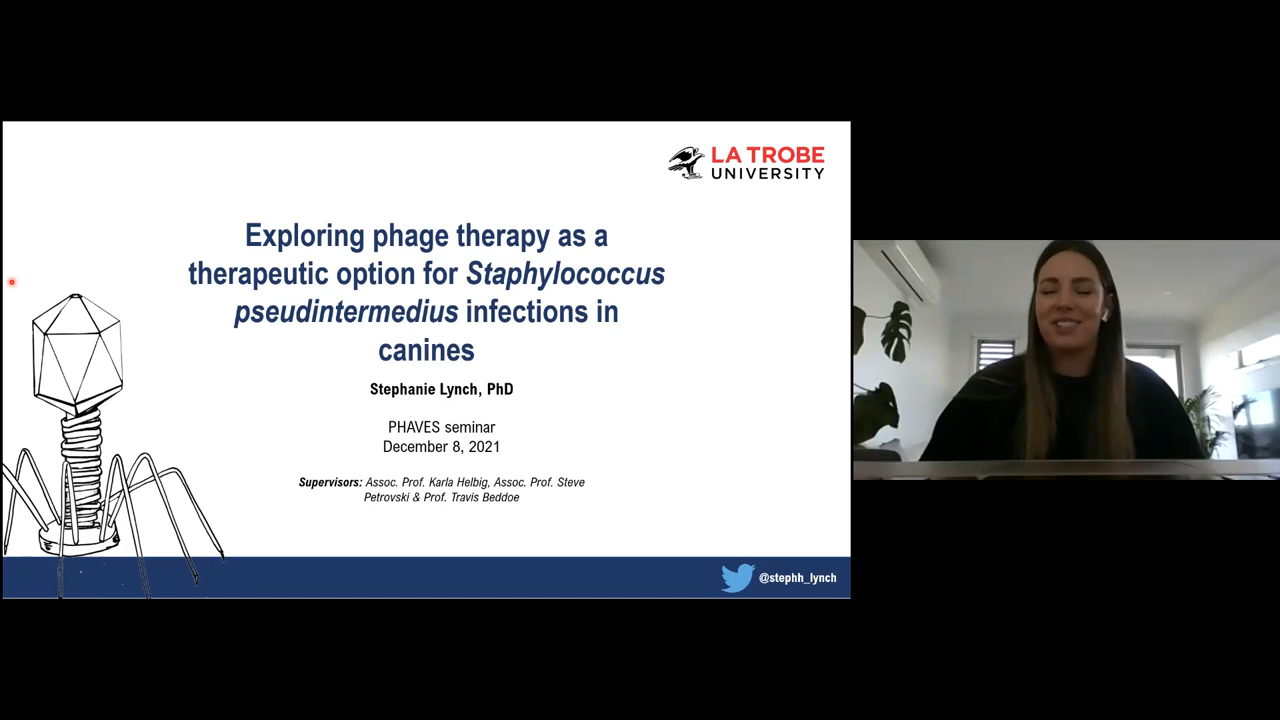 LA TROBE
UNIVERSITY
Exploring phage therapy as a
therapeutic option for Staphylococcus
pseudintermedius infections in
canines
Stephanie Lynch, PhD
PHAVES seminar
December 8, 2021
Supervisors: Assoc. Prof. Karla Helbig, Assoc. Prof. Steve
Petrovski & Prof. Travis Beddoe
@stephh_lynch